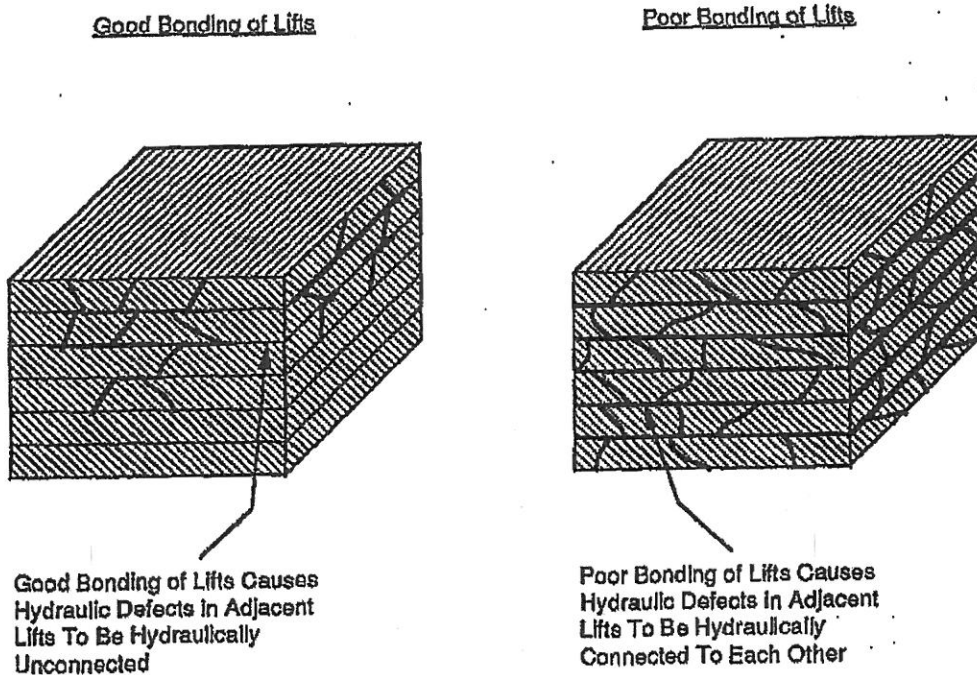 Good Bonding of Lifts
Poor Bonding of Lifts
Good Bonding of Lifts Causes
Hydraulic Defects in Adjacent
Lifts To Be Hydraulically
Unconnected
Poor Bonding of Lifts Causes
Hydraulic Defects in Adjacent
Lifts To Be Hydraulically
Connected To Each Other